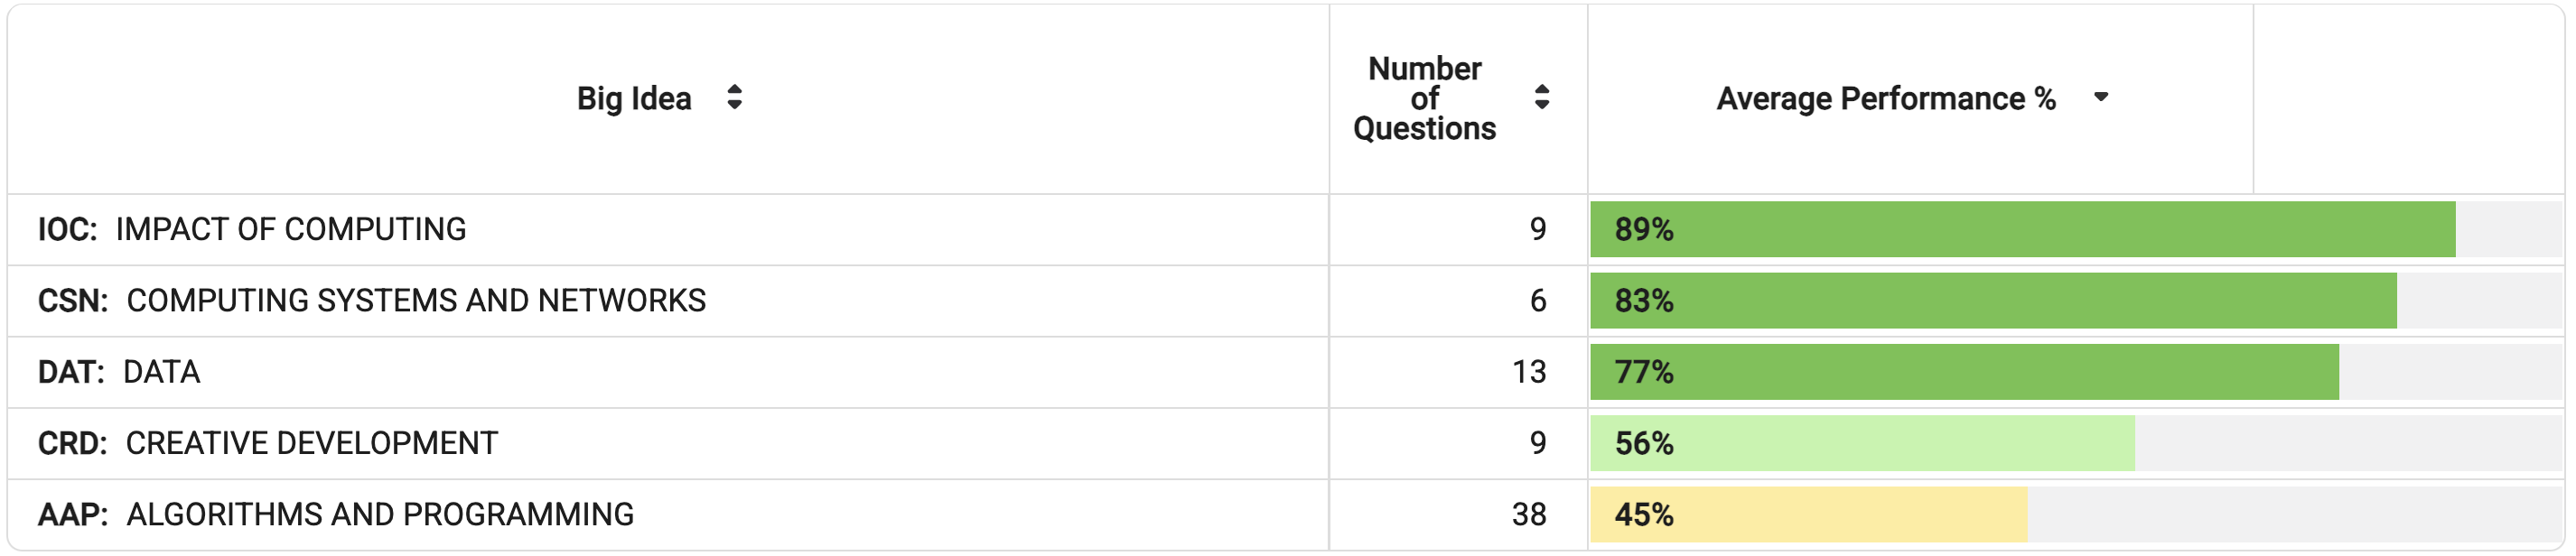 Big Idea
Number
of
Questions
Average Performance %
IOC: IMPACT OF COMPUTING 9 89%
CSN: COMPUTING SYSTEMS AND NETWORKS 6 83%
DAT: DATA 13 77%
CRD: CREATIVE DEVELOPMENT 9 56%
AAP: ALGORITHMS AND PROGRAMMING 38 45%